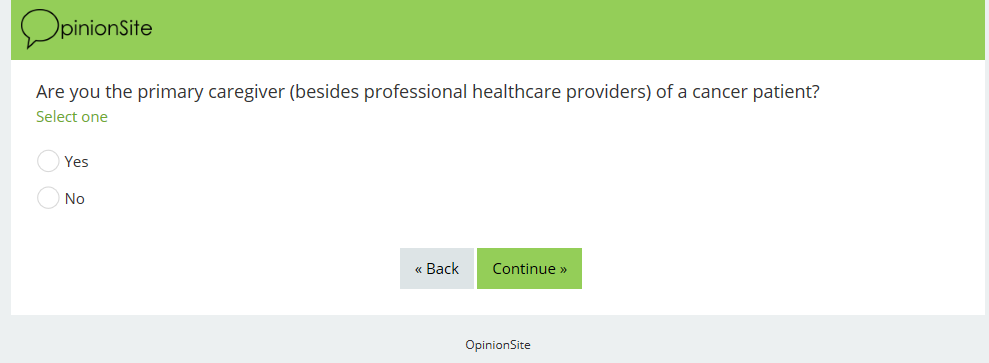 OpinionSite
Are you the primary caregiver (besides professional healthcare providers) of a cancer patient?
Select one
Yes
No
« Back
Continue »
OpinionSite